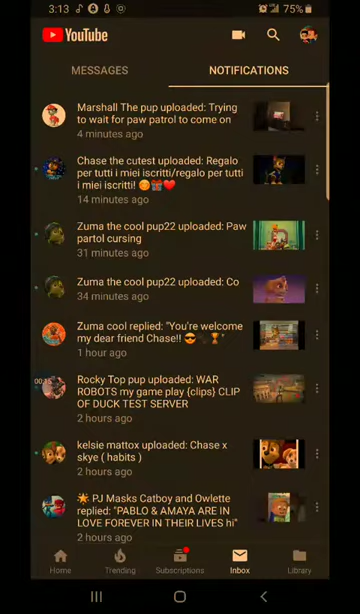 3:13
75%
YouTube
MESSAGES
NOTIFICATIONS
Marshall The pup uploaded: Trying
to wait for paw patrol to come on
4 minutes ago
Chase the cutest uploaded: Regalo
per tutti i miei iscritti/regalo per tutti
i miei iscritti! 😊🎁❤️
14 minutes ago
Zuma the cool pup22 uploaded: Paw
partol cursing
31 minutes ago
Zuma the cool pup22 uploaded: Co
34 minutes ago
Zuma cool replied: "You're welcome
my dear friend Chase!! 😎🐾🏆"
1 hour ago
00:15
Rocky Top pup uploaded: WAR
ROBOTS my game play {clips} CLIP
OF DUCK TEST SERVER
2 hours ago
kelsie mattox uploaded: Chase x
skye ( habits )
2 hours ago
🌟 PJ Masks Catboy and Owlette
replied: "PABLO & AMAYA ARE IN
LOVE FOREVER IN THEIR LIVES hi"
2 hours ago
Home
Trending
Subscriptions
Inbox
Library